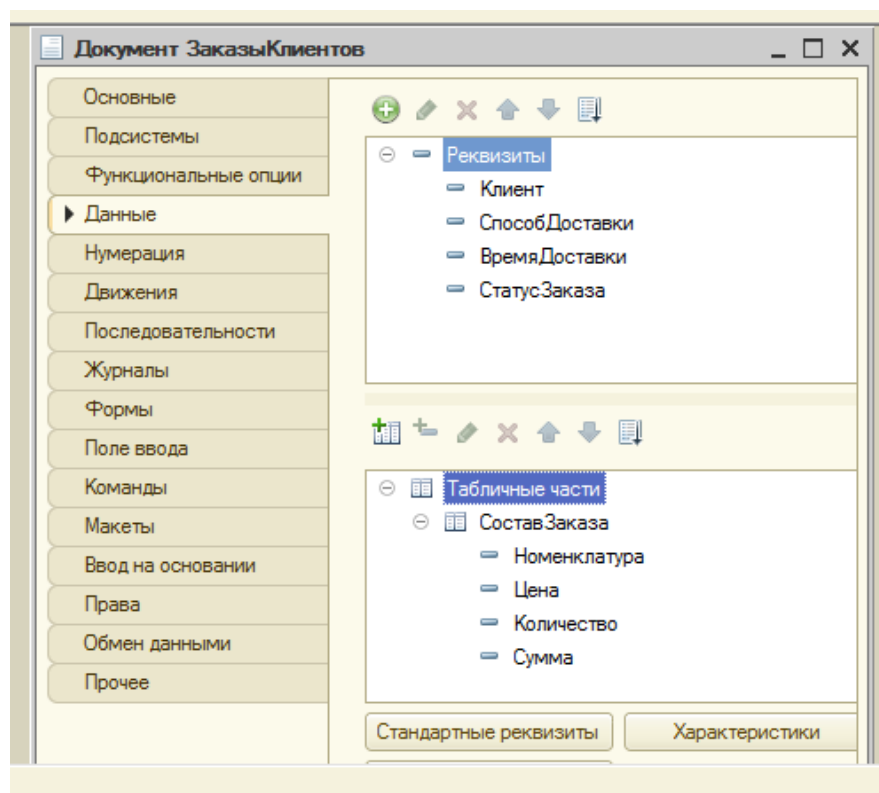 Документ ЗаказыКлиентов
Основные
Подсистемы
Функциональные опции
Данные
Нумерация
Движения
Последовательности
Журналы
Формы
Поле ввода
Команды
Макеты
Ввод на основании
Права
Обмен данными
Прочее
Реквизиты
Клиент
СпособДоставки
ВремяДоставки
СтатусЗаказа
Табличные части
СоставЗаказа
Номенклатура
Цена
Количество
Сумма
Стандартные реквизиты
Характеристики